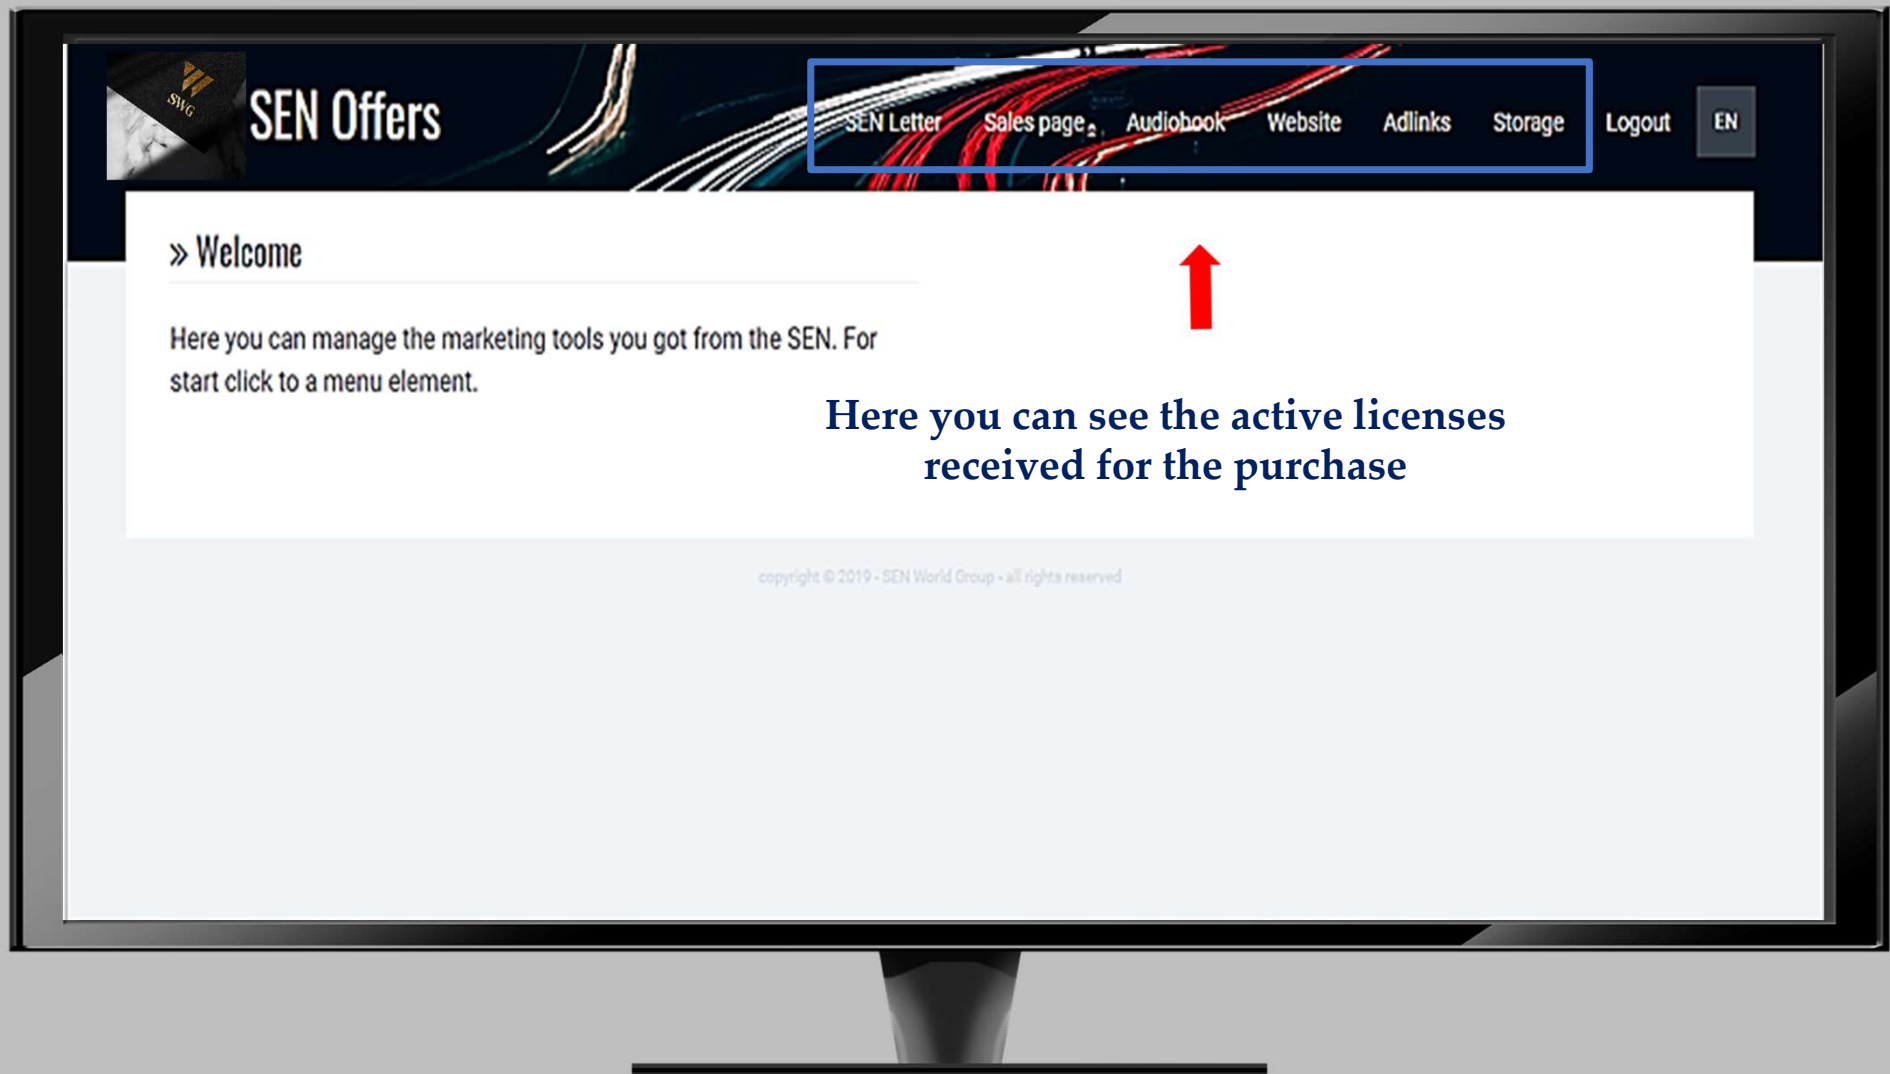 SWG
SEN Offers
SEN Letter Sales page Audiobook Website Adlinks Storage Logout EN
» Welcome
Here you can manage the marketing tools you got from the SEN. For
start click to a menu element.
Here you can see the active licenses
received for the purchase
copyright © 2019 - SEN World Group - all rights reserved